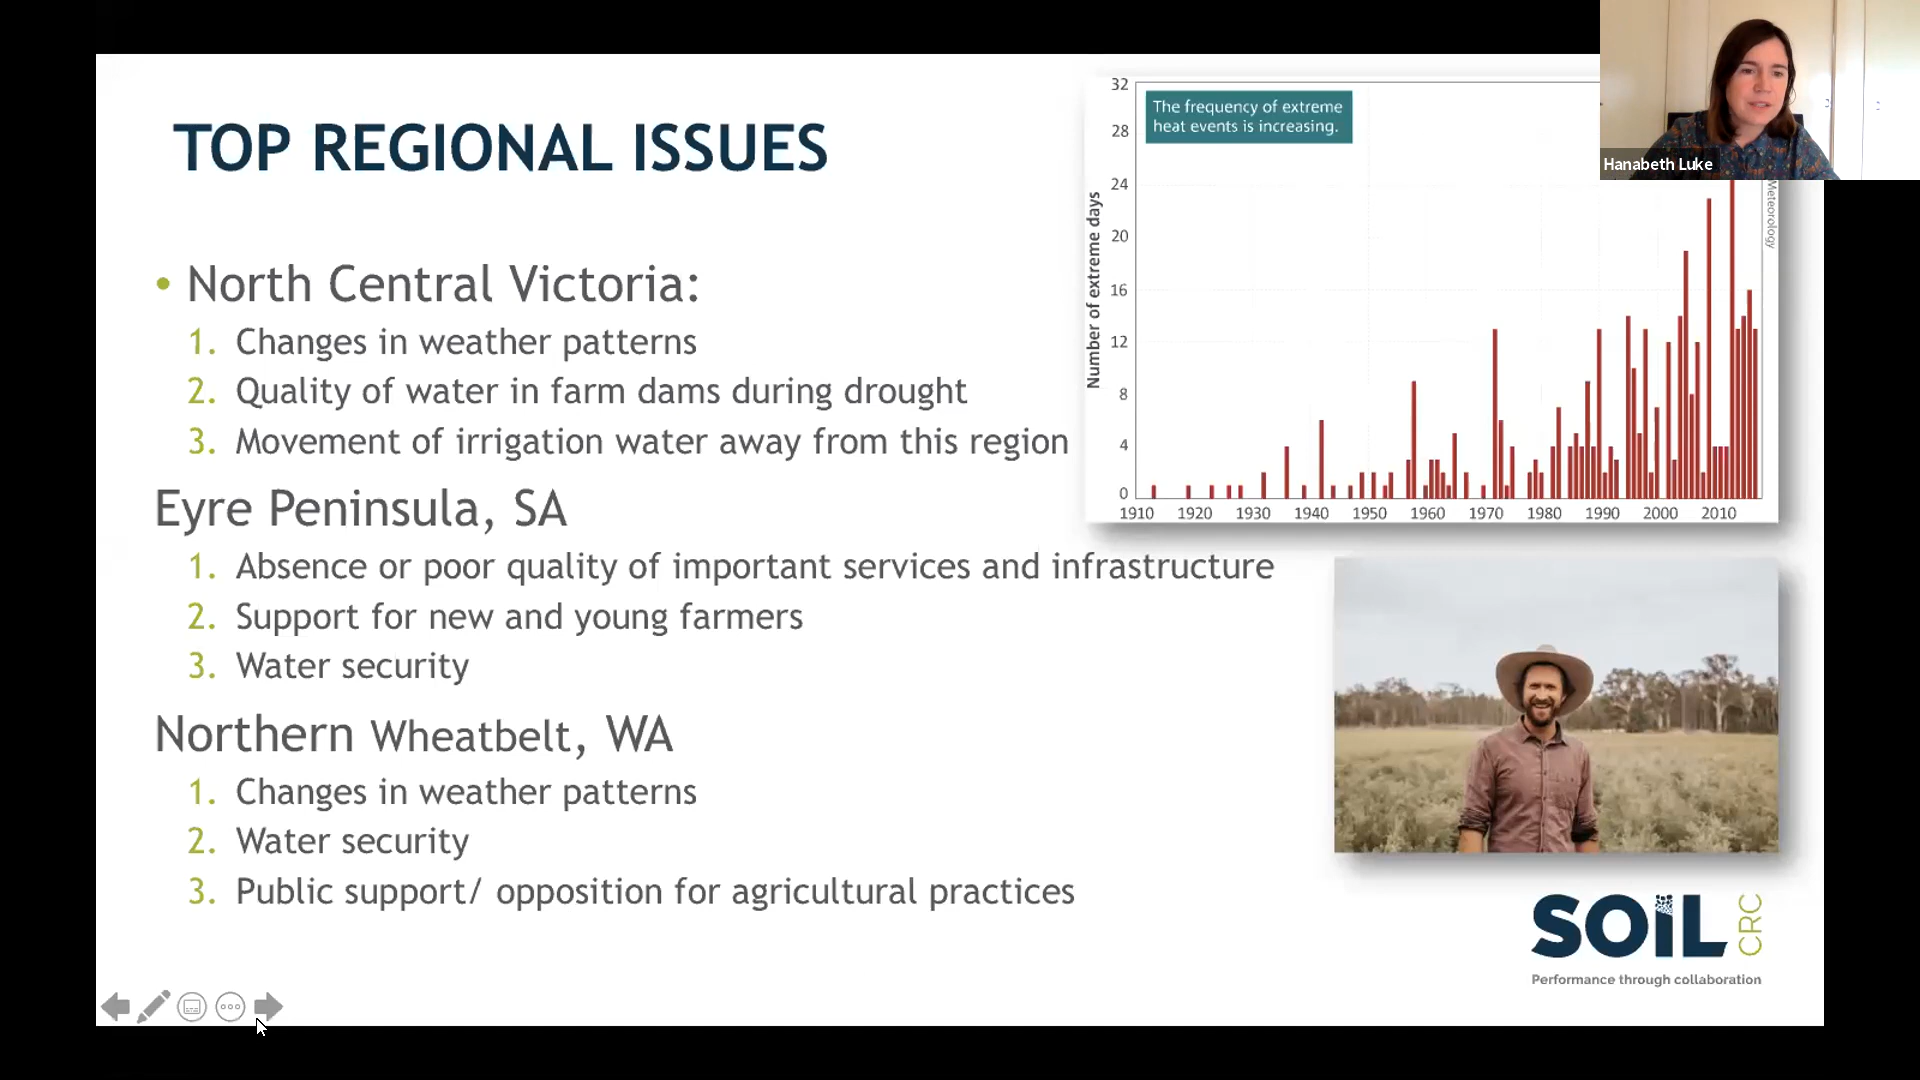 TOP REGIONAL ISSUES
• North Central Victoria:
1. Changes in weather patterns
2. Quality of water in farm dams during drought
3. Movement of irrigation water away from this region
Eyre Peninsula, SA
1. Absence or poor quality of important services and infrastructure
2. Support for new and young farmers
3. Water security
Northern Wheatbelt, WA
1. Changes in weather patterns
2. Water security
3. Public support/ opposition for agricultural practices
The frequency of extreme
heat events is increasing.
Number of extreme days
32
28
24
20
16
12
8
4
0
1910 1920 1930 1940 1950 1960 1970 1980 1990 2000 2010
Meteorology
Hanabeth Luke
SOIL CRC
Performance through collaboration